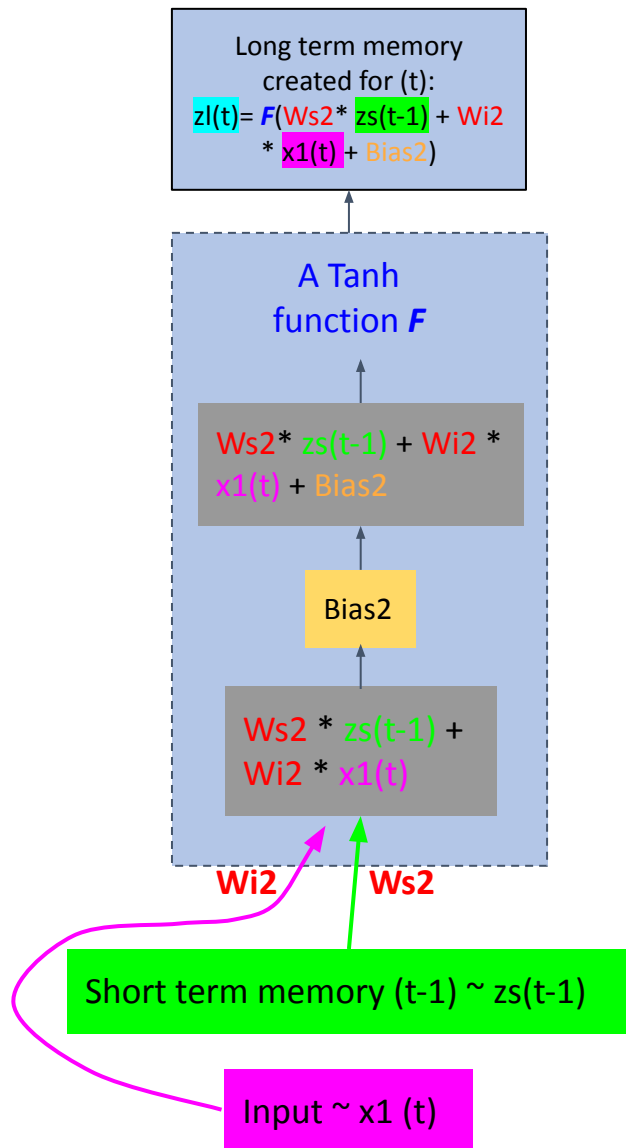 Long term memory
created for (t):
zl(t)= F(Ws2* zs(t-1) + Wi2
* x1(t) + Bias2)
A Tanh
function F
Ws2* zs(t-1) + Wi2 *
x1(t) + Bias2
Bias2
Ws2 * zs(t-1) +
Wi2 * x1(t)
Wi2
Ws2
Short term memory (t-1) ~ zs(t-1)
Input ~ x1 (t)